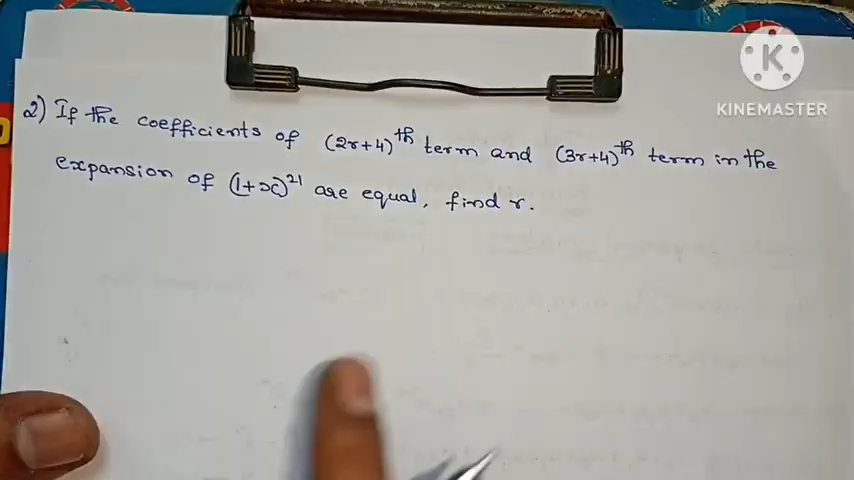 K
KINEMASTER
2) If the coefficients of (2r+4)th term and (3r+4)th term in the
expansion of (1+x)^21 are equal, find r.